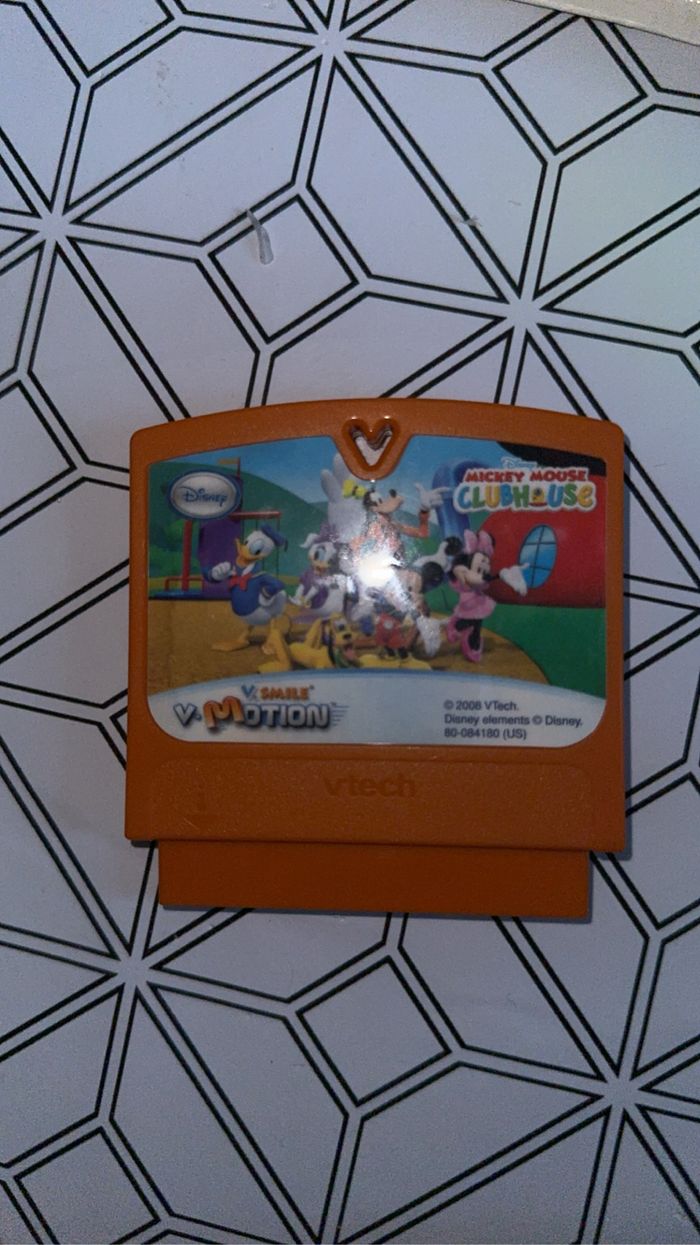 Disney
Disney
MICKEY MOUSE
CLUBHOUSE
V.SMILE
V.MOTION
© 2008 VTech.
Disney elements © Disney.
80-084180 (US)
vtech